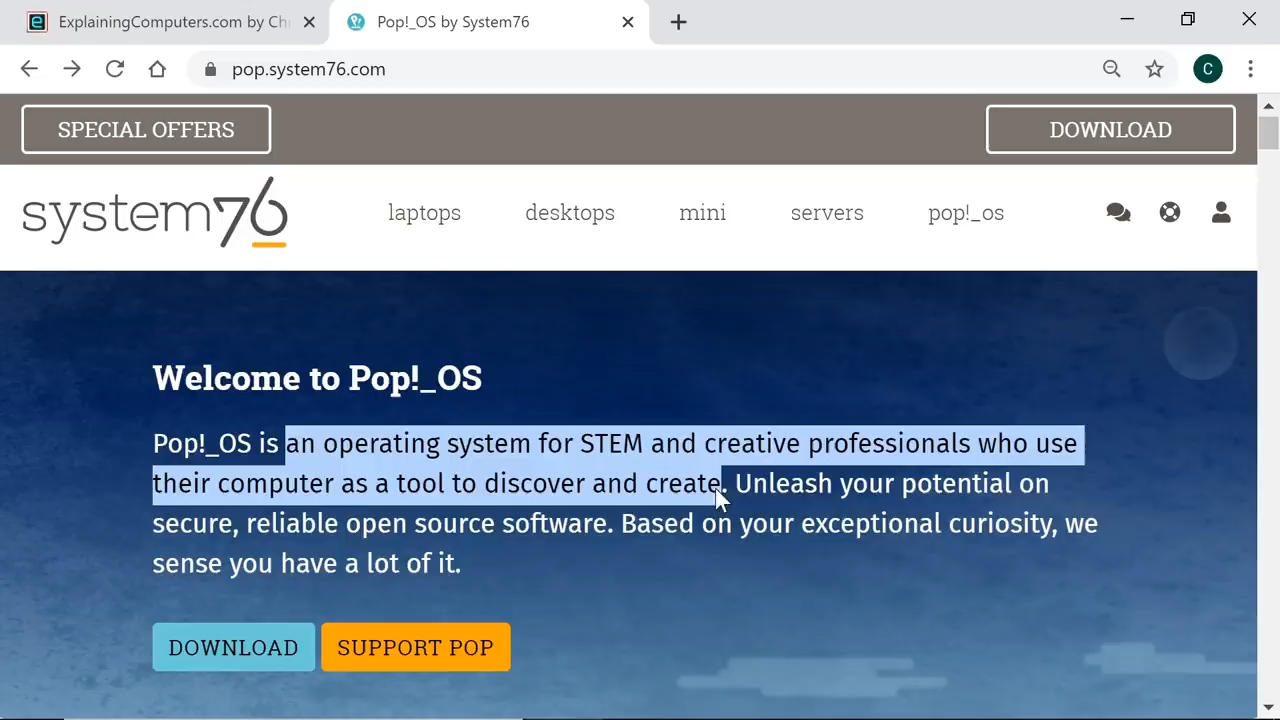 ExplainingComputers.com by Ch
Pop!_OS by System76
pop.system76.com
C
SPECIAL OFFERS
DOWNLOAD
system76
laptops
desktops
mini
servers
pop!_os
Welcome to Pop!_OS
Pop!_OS is an operating system for STEM and creative professionals who use
their computer as a tool to discover and create. Unleash your potential on
secure, reliable open source software. Based on your exceptional curiosity, we
sense you have a lot of it.
DOWNLOAD
SUPPORT POP